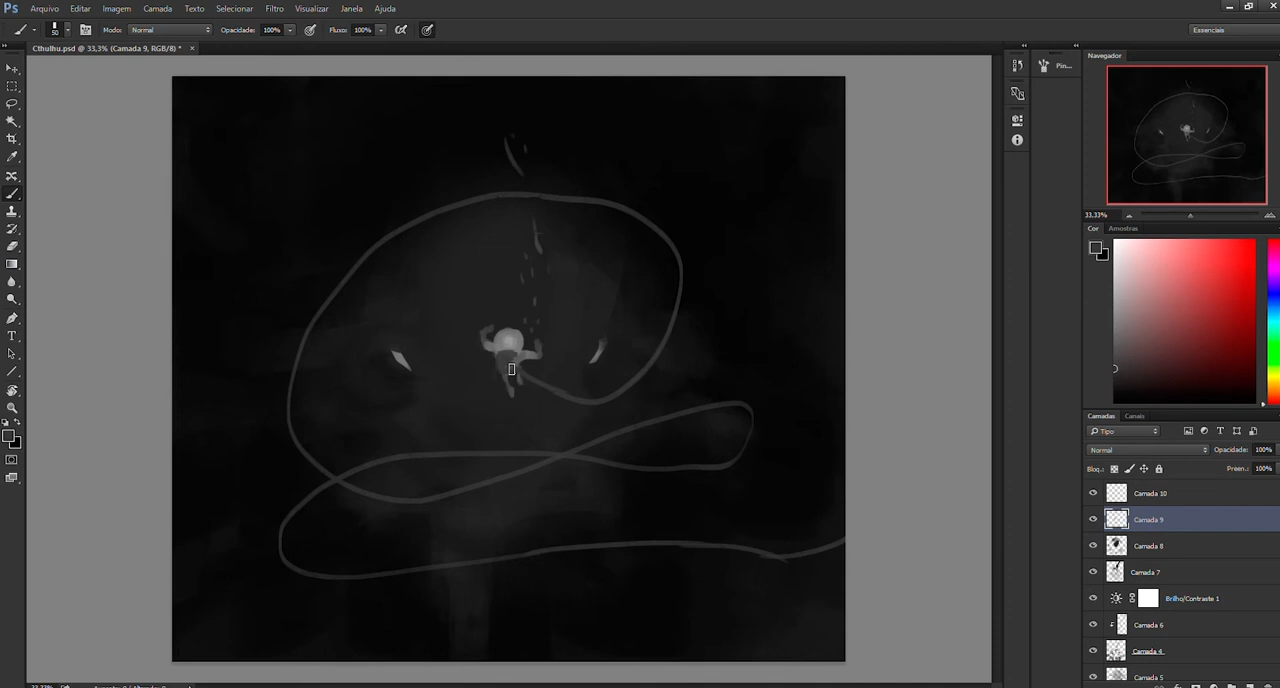 Ps Arquivo Editar Imagem Camada Texto Selecionar Filtro Visualizar Janela Ajuda
50 Modo: Normal Opacidade: 100% Fluxo: 100% Essenciais
Cthulhu.psd @ 33,3% (Camada 9, RGB/8) * ×
Pin...
Navegador
33,33%
Cor Amostras
Camadas Canais
Tipo
Normal Opacidade: 100%
Bloq.: Preen.: 100%
Camada 10
Camada 9
Camada 8
Camada 7
Brilho/Contraste 1
Camada 6
Camada 4
Camada 5